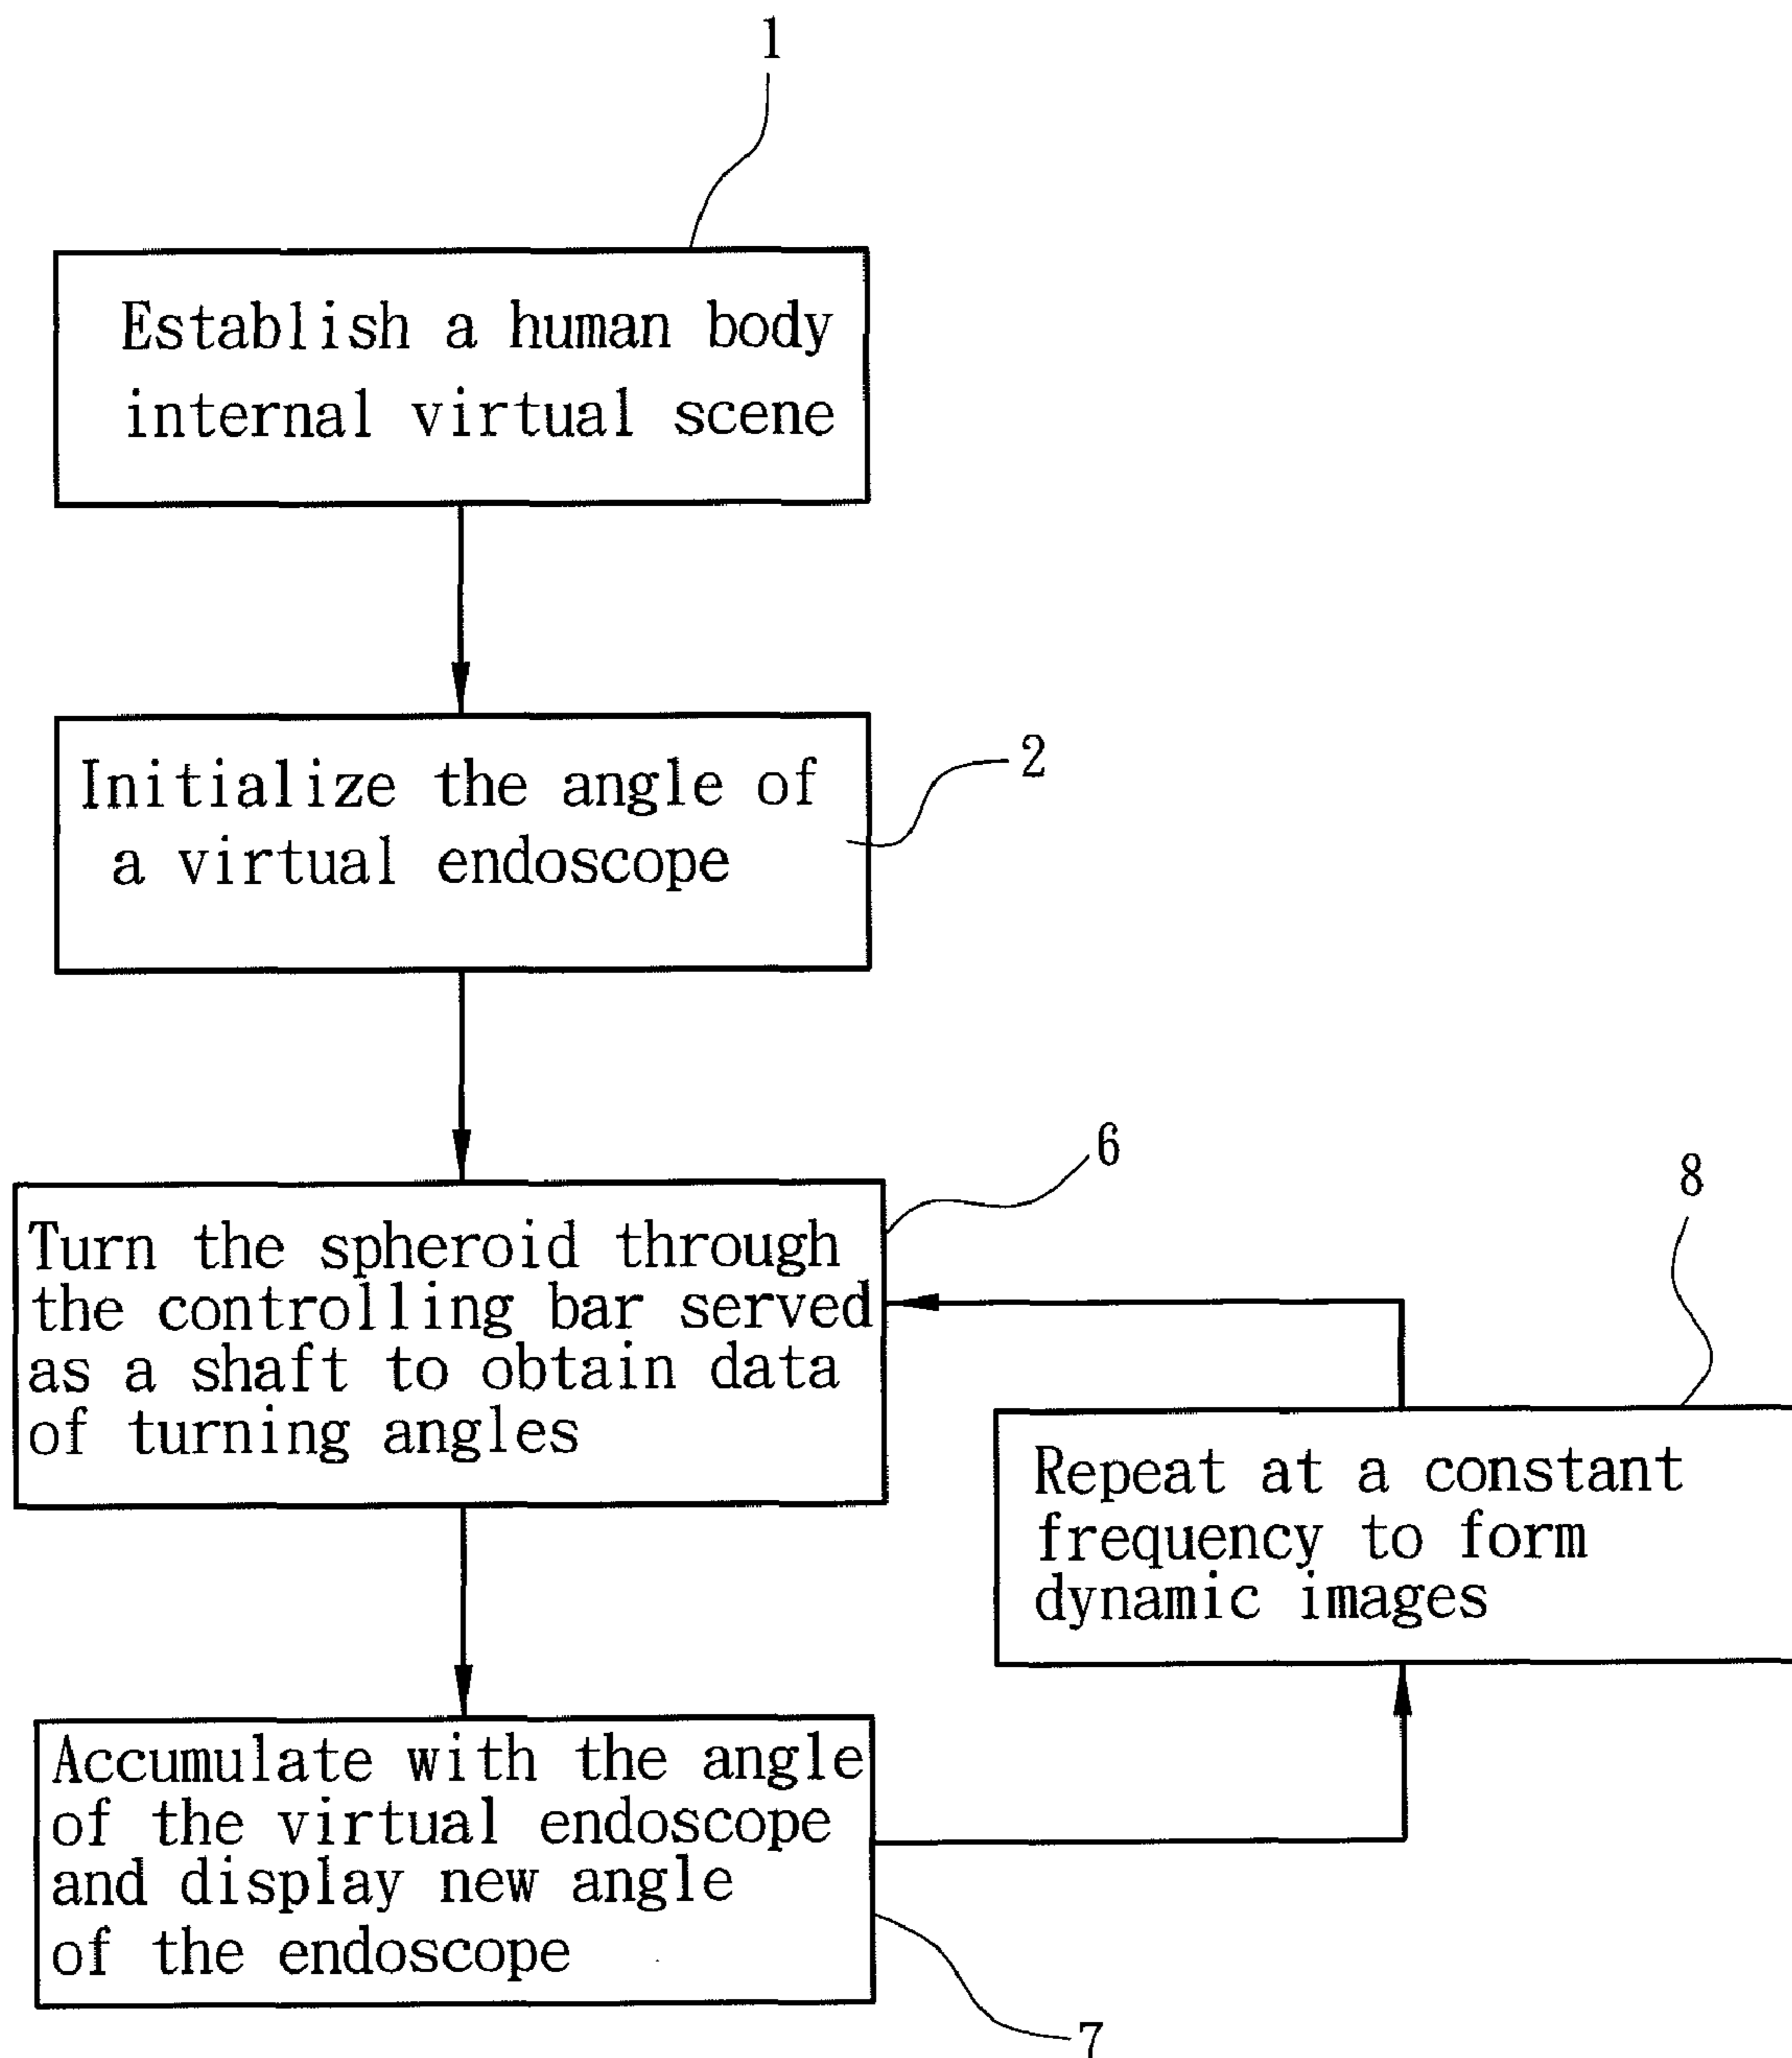 1
Establish a human body
internal virtual scene
Initialize the angle of
a virtual endoscope
2
6
Turn the spheroid through
the controlling bar served
as a shaft to obtain data
of turning angles
8
Repeat at a constant
frequency to form
dynamic images
Accumulate with the angle
of the virtual endoscope
and display new angle
of the endoscope
7